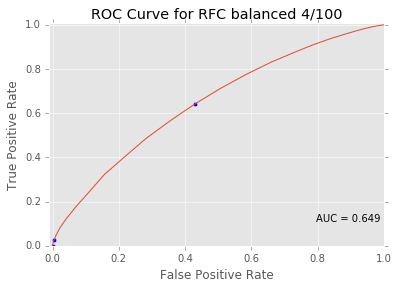 ROC Curve for RFC balanced 4/100
1.0
0.8
0.6
0.4
0.2
0.0
True Positive Rate
AUC = 0.649
0.0 0.2 0.4 0.6 0.8 1.0
False Positive Rate